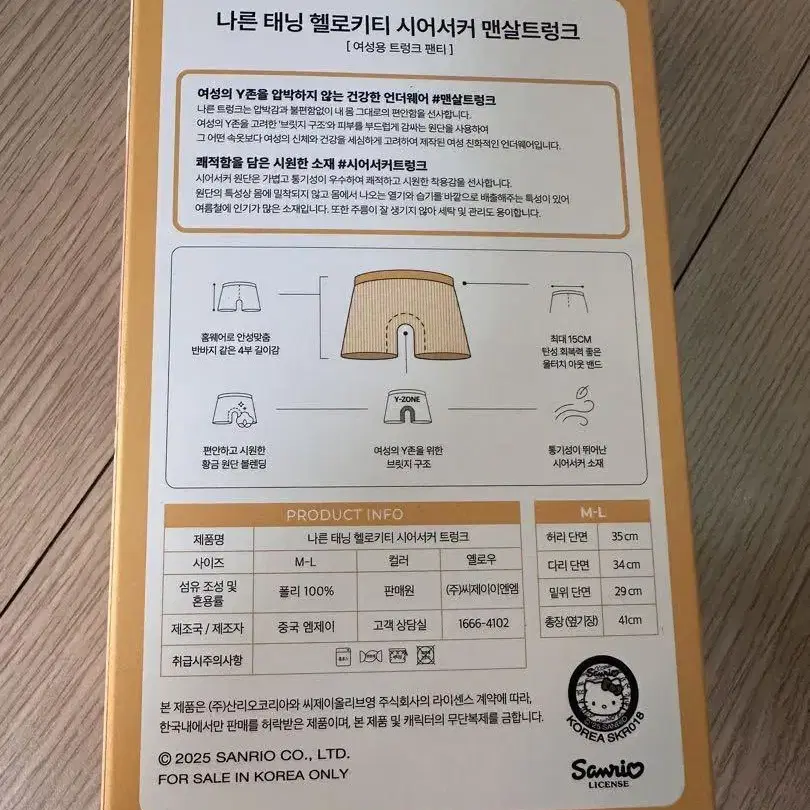 나른 태닝 헬로키티 시어서커 맨살트렁크
[ 여성용 트렁크 팬티 ]
여성의 Y존을 압박하지 않는 건강한 언더웨어 #맨살트렁크
나른 트렁크는 압박감과 불편함없이 내 몸 그대로의 편안함을 선사합니다.
여성의 Y존을 고려한 '브릿지 구조'와 피부를 부드럽게 감싸는 원단을 사용하여
그 어떤 속옷보다 여성의 신체와 건강을 세심하게 고려하여 제작된 여성 친화적인 언더웨어입니다.
쾌적함을 담은 시원한 소재 #시어서커트렁크
시어서커 원단은 가볍고 통기성이 우수하여 쾌적하고 시원한 착용감을 선사합니다.
원단의 특성상 몸에 밀착되지 않고 몸에서 나오는 열기와 습기를 바깥으로 배출해주는 특성이 있어
여름철에 인기가 많은 소재입니다. 또한 주름이 잘 생기지 않아 세탁 및 관리도 용이합니다.
홈웨어로 안성맞춤
반바지 같은 4부 길이감
최대 15CM
탄성 회복력 좋은
울터치 아웃 밴드
편안하고 시원한
황금 원단 블렌딩
Y-ZONE
여성의 Y존을 위한
브릿지 구조
통기성이 뛰어난
시어서커 소재
PRODUCT INFO
제품명 나른 태닝 헬로키티 시어서커 트렁크
사이즈 M-L 컬러 옐로우
섬유 조성 및
혼용률 폴리 100% 판매원 (주)씨제이이앤엠
제조국 / 제조자 중국 엠제이 고객 상담실 1666-4102
취급시주의사항
M-L
허리 단면 35cm
다리 단면 34cm
밑위 단면 29cm
총장(옆기장) 41cm
본 제품은 (주)산리오코리아와 씨제이올리브영 주식회사의 라이센스 계약에 따라,
한국내에서만 판매를 허락받은 제품이며, 본 제품 및 캐릭터의 무단복제를 금합니다.
© 2025 SANRIO CO., LTD.
FOR SALE IN KOREA ONLY
Sanrio
KOREA SKR018
Sanrio
LICENSE